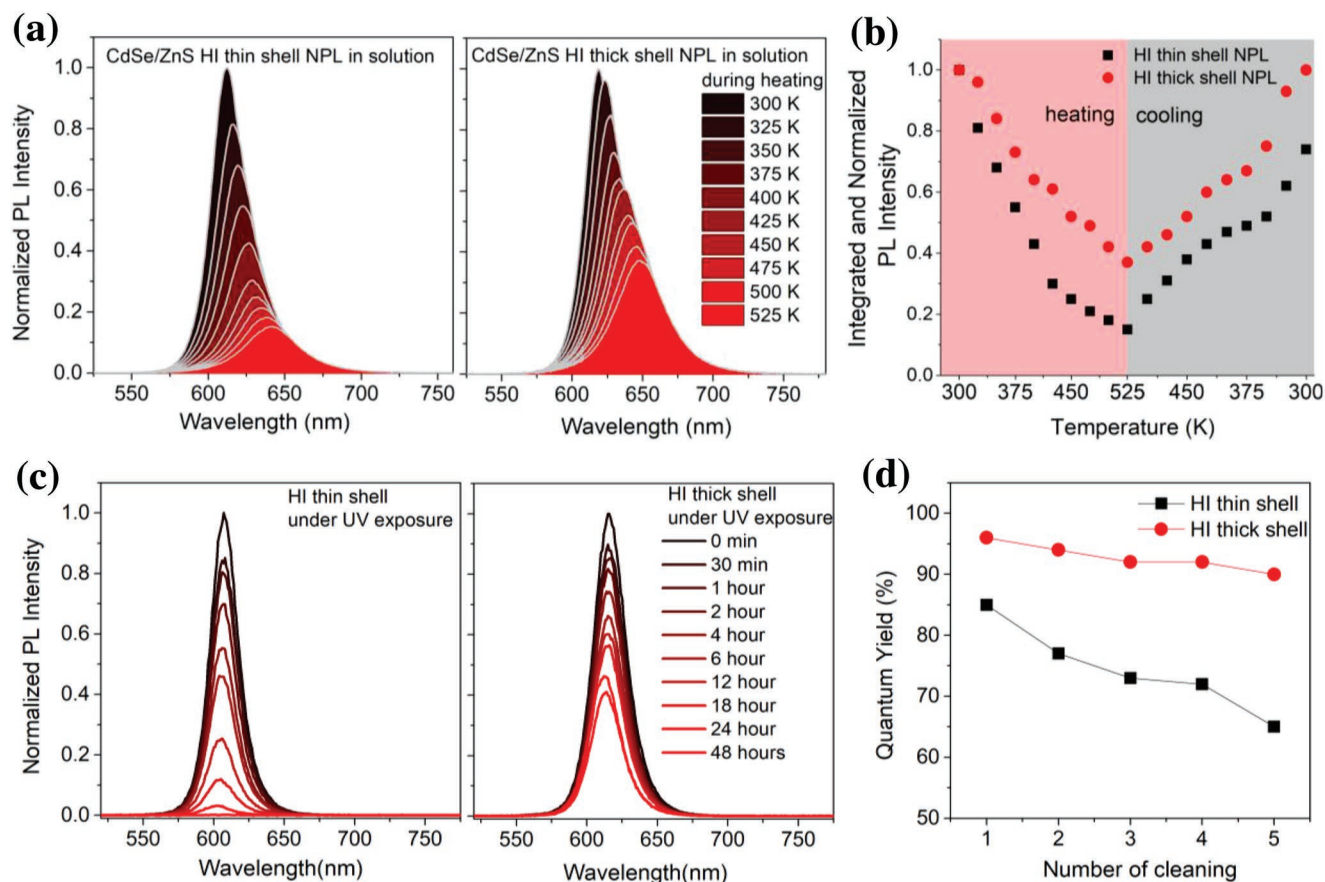 (a)
CdSe/ZnS HI thin shell NPL in solution
Normalized PL Intensity
1.0
0.8
0.6
0.4
0.2
0.0
550
600
650
700
750
Wavelength (nm)
CdSe/ZnS HI thick shell NPL in solution
during heating
300 K
325 K
350 K
375 K
400 K
425 K
450 K
475 K
500 K
525 K
550
600
650
700
750
Wavelength (nm)
(b)
Integrated and Normalized
PL Intensity
1.0
0.8
0.6
0.4
0.2
0.0
HI thin shell NPL
HI thick shell NPL
heating
cooling
300
375
450
525
450
375
300
Temperature (K)
(c)
HI thin shell
under UV exposure
Normalized PL Intensity
1.0
0.8
0.6
0.4
0.2
0.0
550
600
650
700
750
Wavelength(nm)
HI thick shell
under UV exposure
0 min
30 min
1 hour
2 hour
4 hour
6 hour
12 hour
18 hour
24 hour
48 hours
550
600
650
700
750
Wavelength(nm)
(d)
HI thin shell
HI thick shell
Quantum Yield (%)
100
90
80
70
60
50
1
2
3
4
5
Number of cleaning